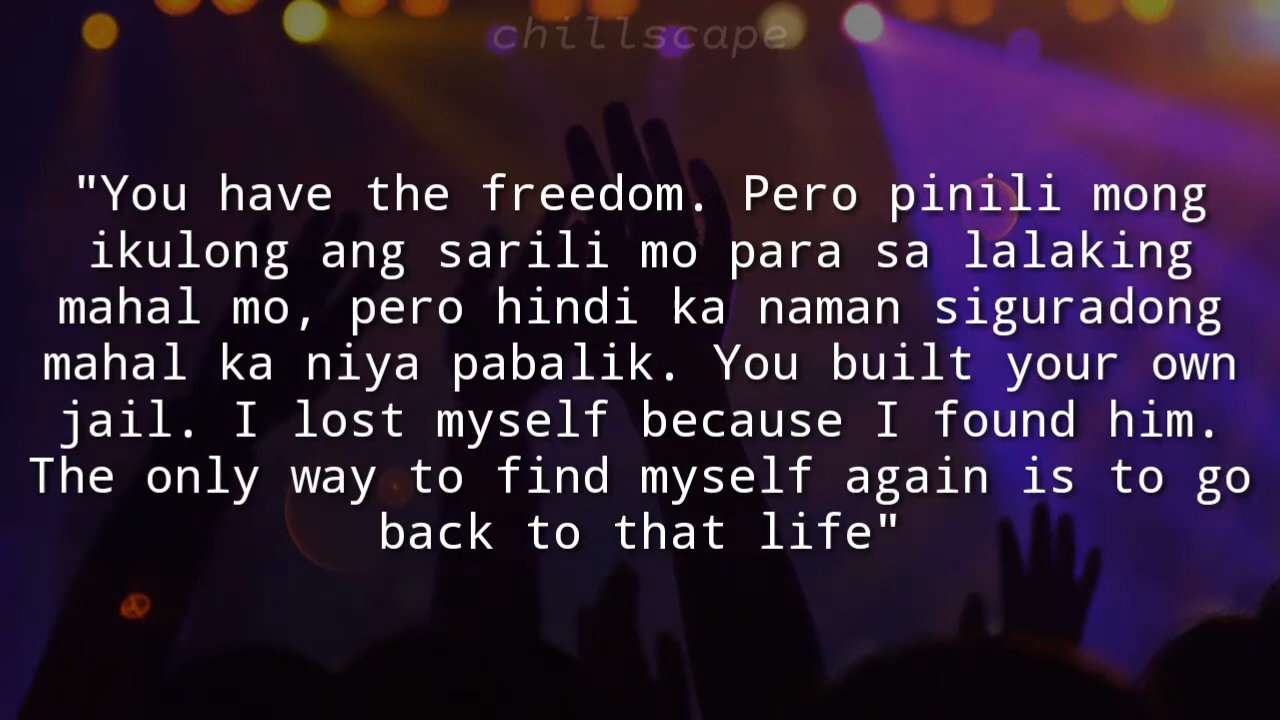 chillscape
"You have the freedom. Pero pinili mong
ikulong ang sarili mo para sa lalaking
mahal mo, pero hindi ka naman siguradong
mahal ka niya pabalik. You built your own
jail. I lost myself because I found him.
The only way to find myself again is to go
back to that life"